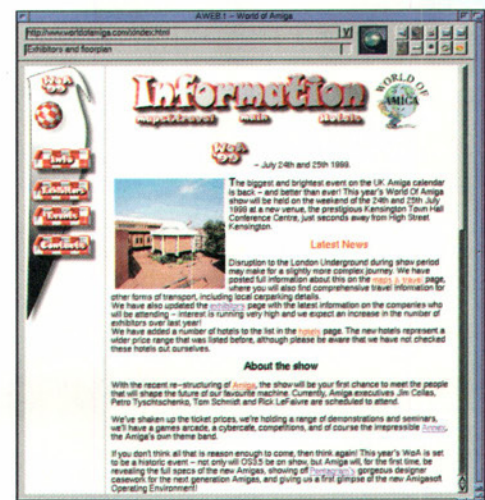 AWEB.1 - World of Amiga
http://www.worldofamiga.com/idndex.html
Exhibitors and floorplan
WoA 99
Information
WORLD OF AMIGA
maps&travel main hotels
Info
Exhibitors
Events
Contacts
WoA 99
- July 24th and 25th 1999.
The biggest and brightest event on the UK Amiga calendar
is back - and better than ever! This year's World Of Amiga
show will be held on the weekend of the 24th and 25th July
1999 at a new venue, the prestigious Kensington Town Hall
Conference Centre, just seconds away from High Street
Kensington.
Latest News
Disruption to the London Underground during show period
may make for a slightly more complex journey. We have
posted full information about this on the maps & travel page,
where you will also find comprehensive travel information for
other forms of transport, including local carparking details.
We have also updated the exhibitors page with the latest information on the companies who
will be attending - interest is running very high and we expect an increase in the number of
exhibitors over last year!
We have added a number of hotels to the list in the hotels page. The new hotels represent a
wider price range that was listed before, although please be aware that we have not checked
these hotels out ourselves.
About the show
With the recent re-structuring of Amiga, the show will be your first chance to meet the people
that will shape the future of our favourite machine. Currently, Amiga executives Jim Collas,
Petro Tyschtschenko, Tom Schmidt and Rick LeFaivre are scheduled to attend.
We've shaken up the ticket prices, we're holding a range of demonstrations and seminars,
we'll have a games arcade, a cybercafe, competitions, and of course the irrepressible Annex,
the Amiga's own theme band.
If you don't think all that is reason enough to come, then think again! This year's WoA is set
to be a historic event - not only will OS3.5 be on show, but Amiga will, for the first time, be
revealing the full specs of the new Amigas, showing of Pentagram's gorgeous designer
casework for the next generation Amigas, and giving us a first glimpse of the new Amigasoft
Operating Environment!